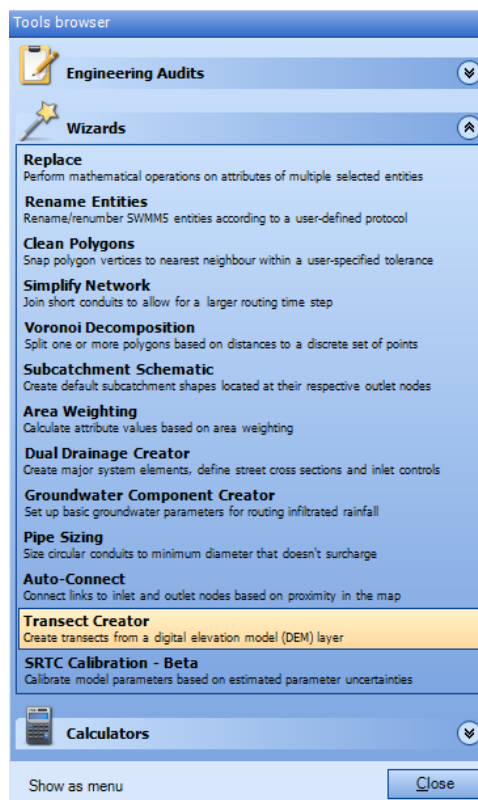 Tools browser
Engineering Audits
Wizards
Replace
Perform mathematical operations on attributes of multiple selected entities
Rename Entities
Rename/renumber SWMM5 entities according to a user-defined protocol
Clean Polygons
Snap polygon vertices to nearest neighbour within a user-specified tolerance
Simplify Network
Join short conduits to allow for a larger routing time step
Voronoi Decomposition
Split one or more polygons based on distances to a discrete set of points
Subcatchment Schematic
Create default subcatchment shapes located at their respective outlet nodes
Area Weighting
Calculate attribute values based on area weighting
Dual Drainage Creator
Create major system elements, define street cross sections and inlet controls
Groundwater Component Creator
Set up basic groundwater parameters for routing infiltrated rainfall
Pipe Sizing
Size circular conduits to minimum diameter that doesn't surcharge
Auto-Connect
Connect links to inlet and outlet nodes based on proximity in the map
Transect Creator
Create transects from a digital elevation model (DEM) layer
SRTC Calibration - Beta
Calibrate model parameters based on estimated parameter uncertainties
Calculators
Show as menu
Close